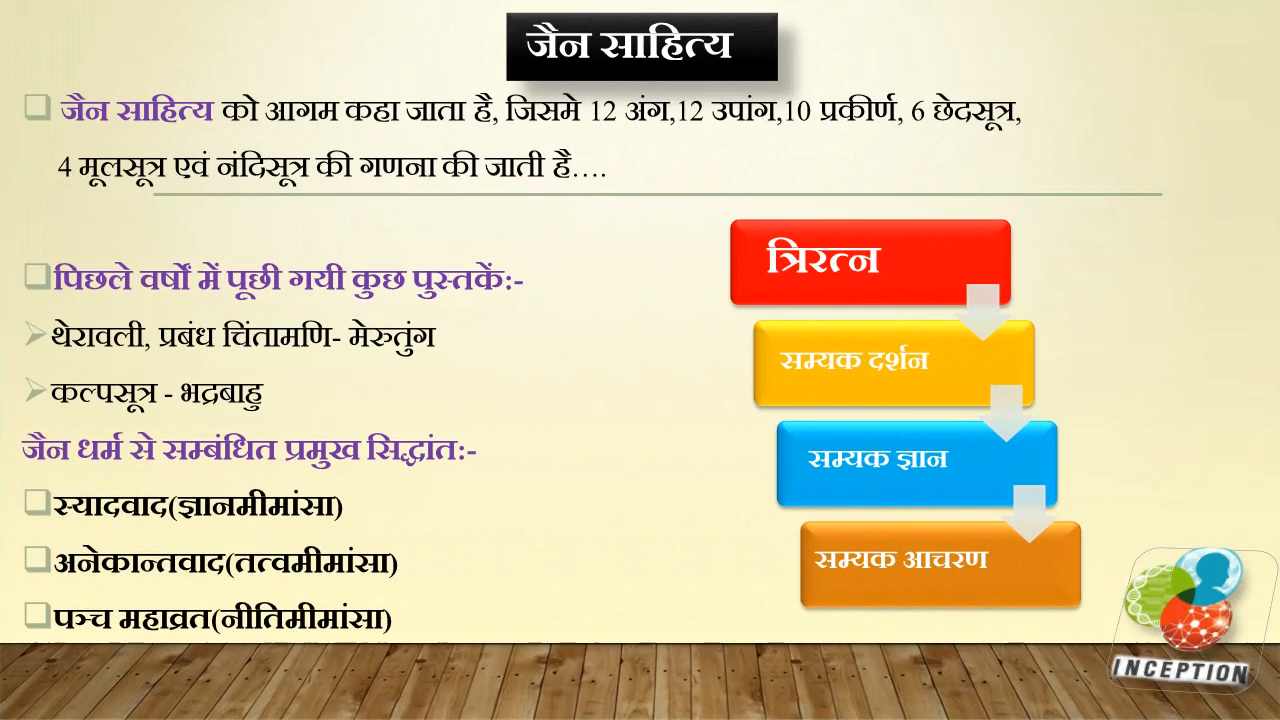 जैन साहित्य
जैन साहित्य को आगम कहा जाता है, जिसमे 12 अंग,12 उपांग,10 प्रकीर्ण, 6 छेदसूत्र,
4 मूलसूत्र एवं नंदिसूत्र की गणना की जाती है....
पिछले वर्षों में पूछी गयी कुछ पुस्तकें:-
थेरावली, प्रबंध चिंतामणि- मेरुतुंग
कल्पसूत्र - भद्रबाहु
जैन धर्म से सम्बंधित प्रमुख सिद्धांत:-
स्यादवाद(ज्ञानमीमांसा)
अनेकान्तवाद(तत्वमीमांसा)
पञ्च महाव्रत(नीतिमीमांसा)
त्रिरत्न
सम्यक दर्शन
सम्यक ज्ञान
सम्यक आचरण
INCEPTION